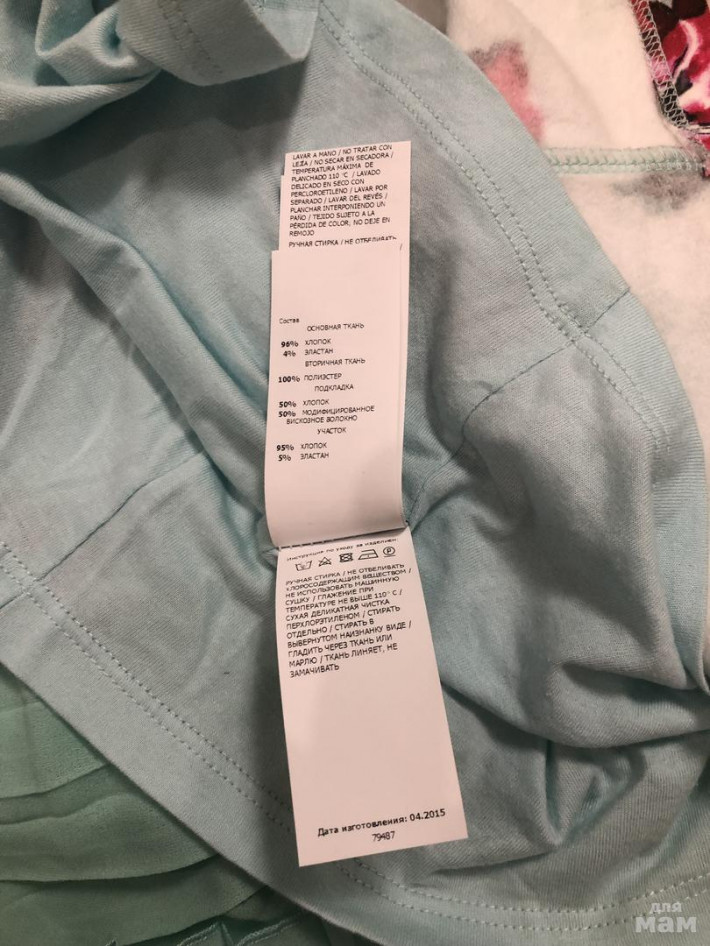 LAVAR A MANO / NO TRATAR CON
LEJÍA / NO SECAR EN SECADORA /
TEMPERATURA MÁXIMA DE
PLANCHADO 110 °C / LAVADO
DELICADO EN SECO CON
PERCLOROETILENO / LAVAR POR
SEPARADO / LAVAR DEL REVÉS /
PLANCHAR INTERPONIENDO UN
PAÑO / TEJIDO SUJETO A LA
PÉRDIDA DE COLOR, NO DEJE EN
REMOJO
РУЧНАЯ СТИРКА / НЕ ОТБЕЛИВАТЬ
Состав
ОСНОВНАЯ ТКАНЬ
96% ХЛОПОК
4% ЭЛАСТАН
ВТОРИЧНАЯ ТКАНЬ
100% ПОЛИЭСТЕР
ПОДКЛАДКА
50% ХЛОПОК
50% МОДИФИЦИРОВАННОЕ
ВИСКОЗНОЕ ВОЛОКНО
УЧАСТОК
95% ХЛОПОК
5% ЭЛАСТАН
Инструкция по уходу за изделием:
РУЧНАЯ СТИРКА / НЕ ОТБЕЛИВАТЬ
ХЛОРОСОДЕРЖАЩИМ ВЕЩЕСТВОМ /
НЕ ИСПОЛЬЗОВАТЬ МАШИННУЮ
СУШКУ / ГЛАЖЕНИЕ ПРИ
ТЕМПЕРАТУРЕ НЕ ВЫШЕ 110°C /
СУХАЯ ДЕЛИКАТНАЯ ЧИСТКА
ПЕРХЛОРЭТИЛЕНОМ / СТИРАТЬ
ОТДЕЛЬНО / СТИРАТЬ В
ВЫВЕРНУТОМ НАИЗНАНКУ ВИДЕ /
ГЛАДИТЬ ЧЕРЕЗ ТКАНЬ ИЛИ
МАРЛЮ / ТКАНЬ ЛИНЯЕТ, НЕ
ЗАМАЧИВАТЬ
Дата изготовления: 04.2015
79487
для
мам